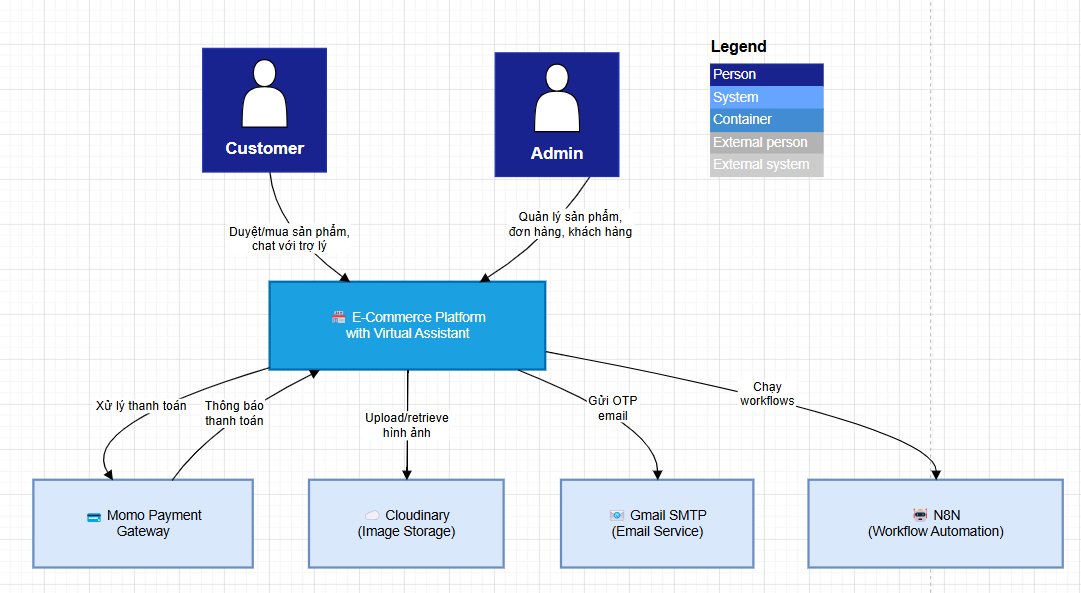 Legend
Person
System
Container
External person
External system
Customer
Admin
Duyệt/mua sản phẩm,
chat với trợ lý
Quản lý sản phẩm,
đơn hàng, khách hàng
E-Commerce Platform
with Virtual Assistant
Xử lý thanh toán
Thông báo
thanh toán
Upload/retrieve
hình ảnh
Gửi OTP
email
Chạy
workflows
Momo Payment
Gateway
Cloudinary
(Image Storage)
Gmail SMTP
(Email Service)
N8N
(Workflow Automation)